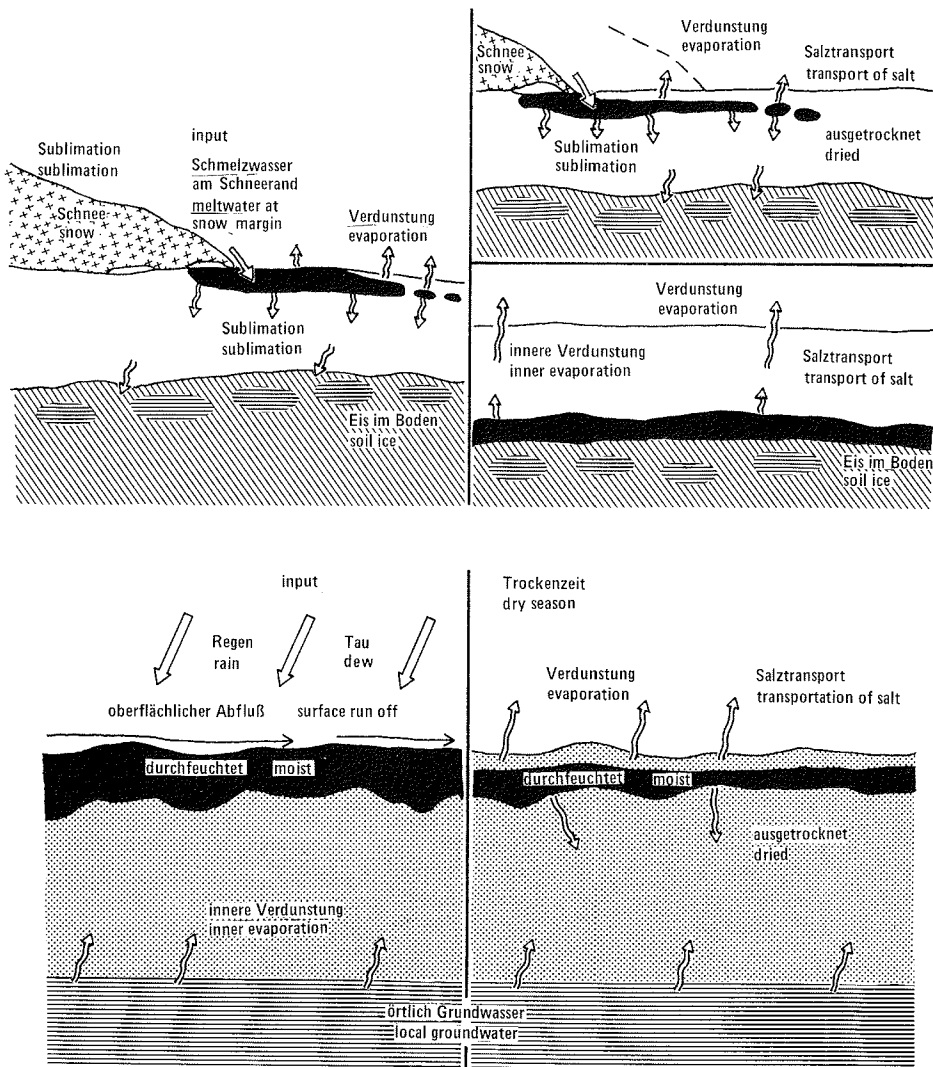 Sublimation
sublimation
Schnee
snow
input
Schmelzwasser
am Schneerand
meltwater at
snow margin
Verdunstung
evaporation
Sublimation
sublimation
Eis im Boden
soil ice
Schnee
snow
Verdunstung
evaporation
Salztransport
transport of salt
Sublimation
sublimation
ausgetrocknet
dried
Verdunstung
evaporation
innere Verdunstung
inner evaporation
Salztransport
transport of salt
Eis im Boden
soil ice
input
Regen
rain
Tau
dew
oberflächlicher Abfluß surface run off
durchfeuchtet moist
innere Verdunstung
inner evaporation
Trockenzeit
dry season
Verdunstung
evaporation
Salztransport
transportation of salt
durchfeuchtet moist
ausgetrocknet
dried
örtlich Grundwasser
local groundwater